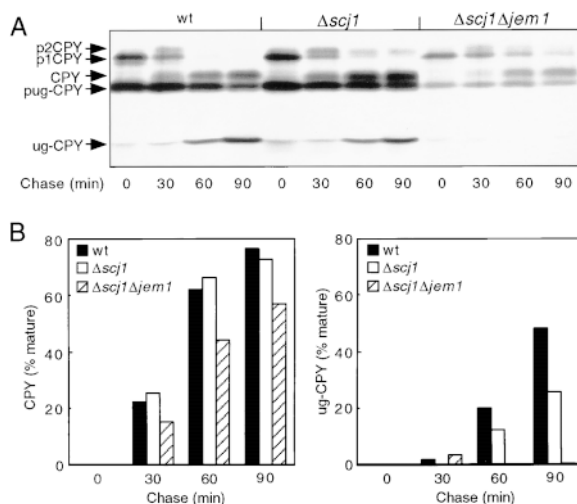 A
wt Δscj1 Δscj1Δjem1
p2CPY
p1CPY
CPY
pug-CPY
ug-CPY
Chase (min) 0 30 60 90 0 30 60 90 0 30 60 90
B
80
60
40
20
0
CPY (% mature)
wt
Δscj1
Δscj1Δjem1
0 30 60 90
Chase (min)
80
60
40
20
0
ug-CPY (% mature)
wt
Δscj1
Δscj1Δjem1
0 30 60 90
Chase (min)